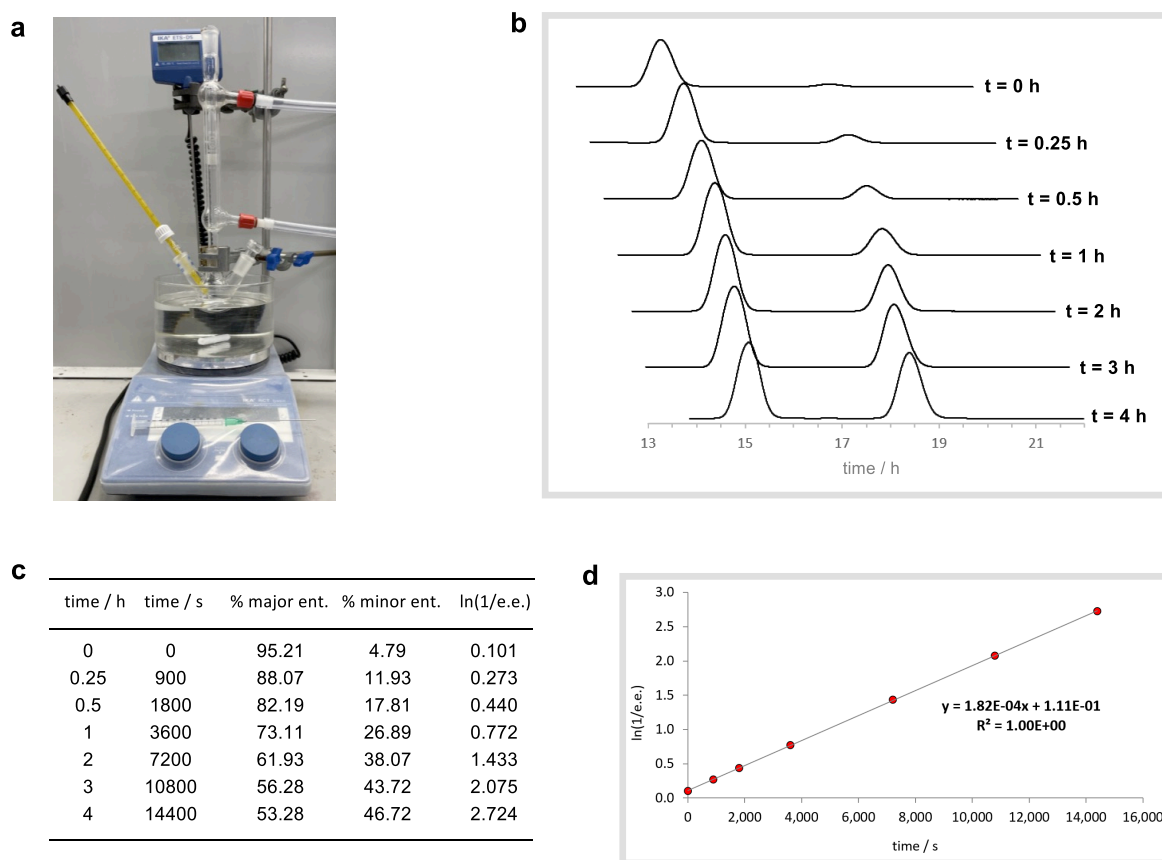 a
IKA® ETS-D5
b
t = 0 h
t = 0.25 h
t = 0.5 h
t = 1 h
t = 2 h
t = 3 h
t = 4 h
13 15 17 19 21
time / h
c
time / h time / s % major ent. % minor ent. ln(1/e.e.)
0 0 95.21 4.79 0.101
0.25 900 88.07 11.93 0.273
0.5 1800 82.19 17.81 0.440
1 3600 73.11 26.89 0.772
2 7200 61.93 38.07 1.433
3 10800 56.28 43.72 2.075
4 14400 53.28 46.72 2.724
d
3.0
2.5
2.0
1.5
1.0
0.5
0.0
ln(1/e.e.)
y = 1.82E-04x + 1.11E-01
R² = 1.00E+00
0 2,000 4,000 6,000 8,000 10,000 12,000 14,000 16,000
time / s